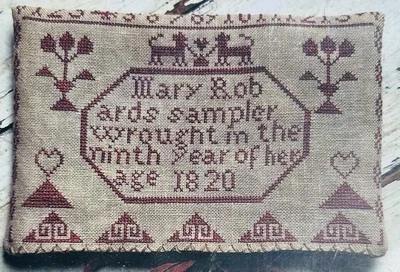 Mary Rob
ards sampler
wrought in the
ninth year of her
age 1820